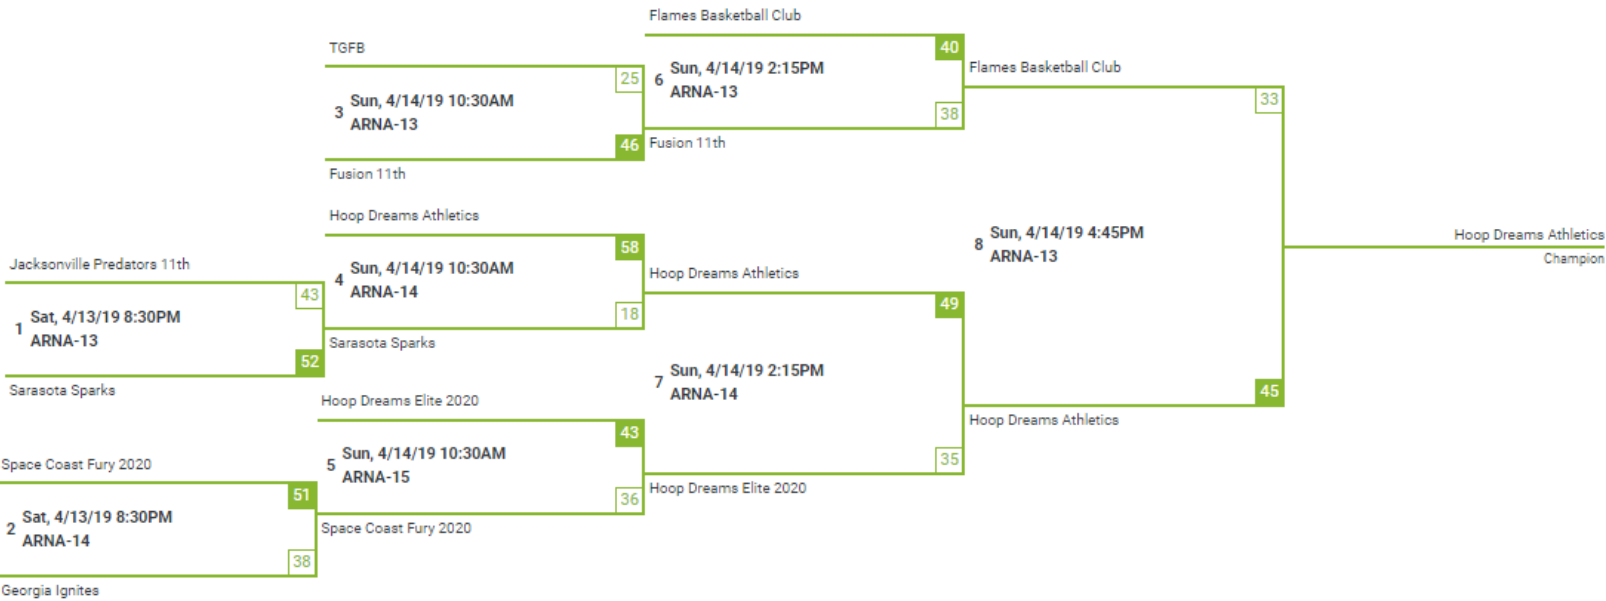 Flames Basketball Club
40
6 Sun, 4/14/19 2:15PM
ARNA-13
38
Fusion 11th
TGFB
25
3 Sun, 4/14/19 10:30AM
ARNA-13
46
Fusion 11th
Flames Basketball Club
33
8 Sun, 4/14/19 4:45PM
ARNA-13
45
Hoop Dreams Athletics
Hoop Dreams Athletics
Champion
Hoop Dreams Athletics
58
4 Sun, 4/14/19 10:30AM
ARNA-14
18
Sarasota Sparks
Jacksonville Predators 11th
43
1 Sat, 4/13/19 8:30PM
ARNA-13
52
Sarasota Sparks
Hoop Dreams Athletics
49
7 Sun, 4/14/19 2:15PM
ARNA-14
35
Hoop Dreams Elite 2020
Hoop Dreams Elite 2020
43
5 Sun, 4/14/19 10:30AM
ARNA-15
36
Space Coast Fury 2020
Space Coast Fury 2020
51
2 Sat, 4/13/19 8:30PM
ARNA-14
38
Georgia Ignites